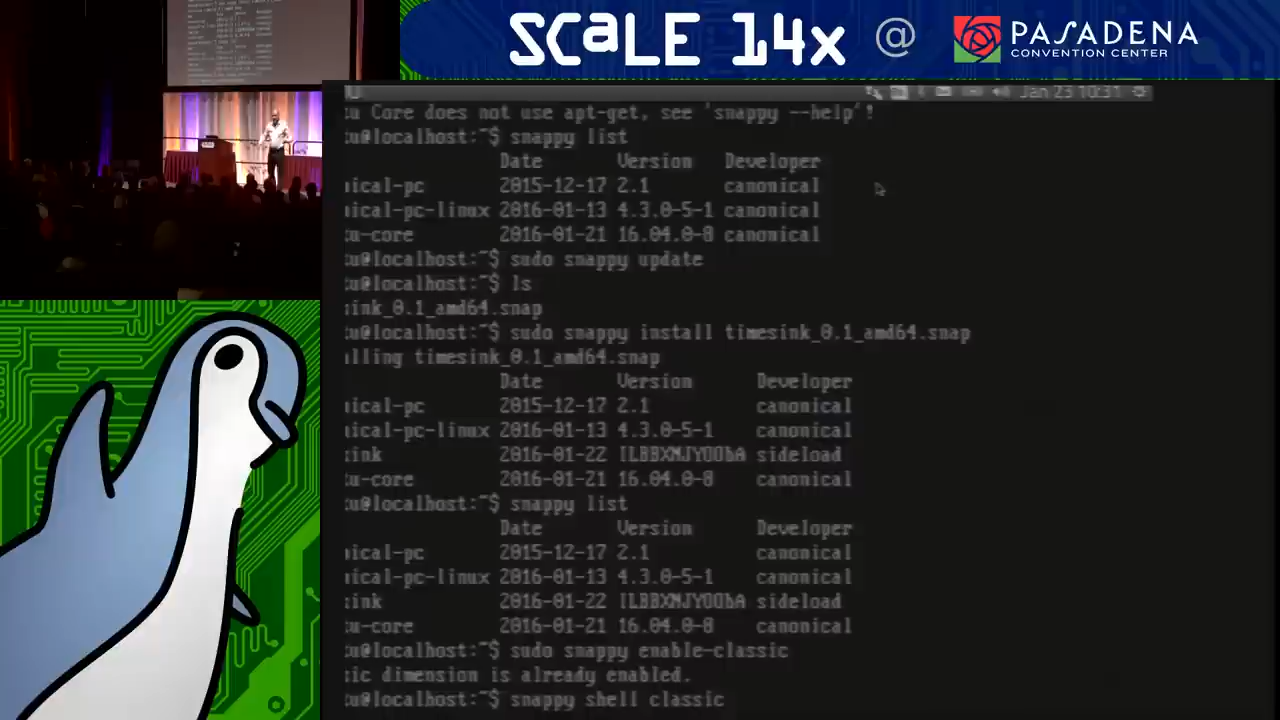 SCALE 14x @ PASADENA
CONVENTION CENTER
Jan 23 10:31
u Core does not use apt-get, see 'snappy --help'!
u@localhost:~$ snappy list
Date Version Developer
ical-pc 2015-12-17 2.1 canonical
ical-pc-linux 2016-01-13 4.3.0-5-1 canonical
u-core 2016-01-21 16.04.0-8 canonical
u@localhost:~$ sudo snappy update
u@localhost:~$ ls
ink_0.1_amd64.snap
u@localhost:~$ sudo snappy install timesink_0.1_amd64.snap
lling timesink_0.1_amd64.snap
Date Version Developer
ical-pc 2015-12-17 2.1 canonical
ical-pc-linux 2016-01-13 4.3.0-5-1 canonical
ink 2016-01-22 sideload
u-core 2016-01-21 16.04.0-8 canonical
u@localhost:~$ snappy list
Date Version Developer
ical-pc 2015-12-17 2.1 canonical
ical-pc-linux 2016-01-13 4.3.0-5-1 canonical
ink 2016-01-22 sideload
u-core 2016-01-21 16.04.0-8 canonical
u@localhost:~$ sudo snappy enable-classic
ic dimension is already enabled.
u@localhost:~$ snappy shell classic